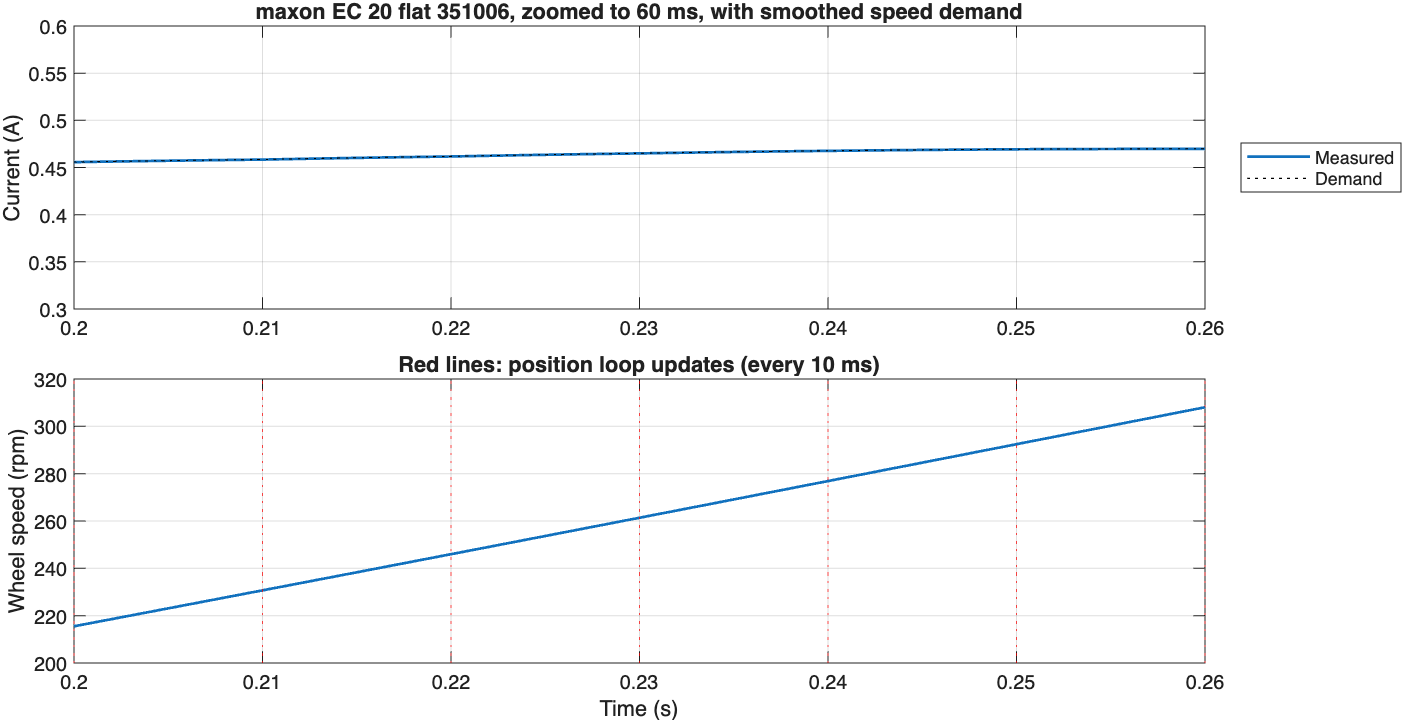 maxon EC 20 flat 351006, zoomed to 60 ms, with smoothed speed demand
0.6
0.55
0.5
0.45
0.4
0.35
0.3
Current (A)
0.2 0.21 0.22 0.23 0.24 0.25 0.26
Measured
Demand
Red lines: position loop updates (every 10 ms)
320
300
280
260
240
220
200
Wheel speed (rpm)
0.2 0.21 0.22 0.23 0.24 0.25 0.26
Time (s)